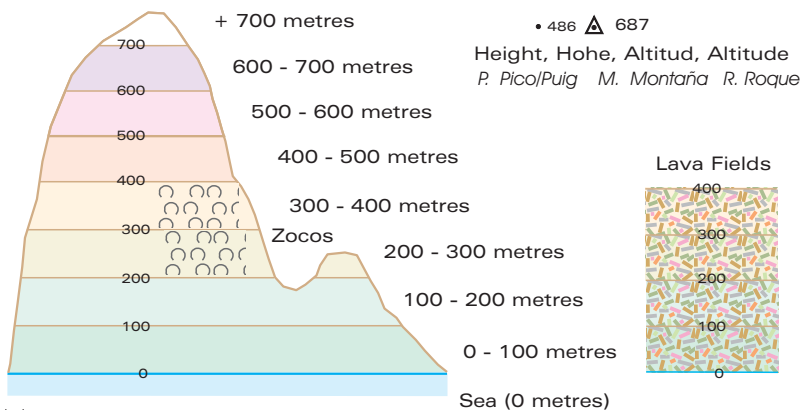 + 700 metres
• 486 687
Height, Hohe, Altitud, Altitude
P. Pico/Puig M. Montaña R. Roque
700
600 - 700 metres
600
500 - 600 metres
500
400 - 500 metres
400
300 - 400 metres
300
Zocos
200 - 300 metres
200
100 - 200 metres
100
0 - 100 metres
0
Sea (0 metres)
Lava Fields
400
300
200
100
0